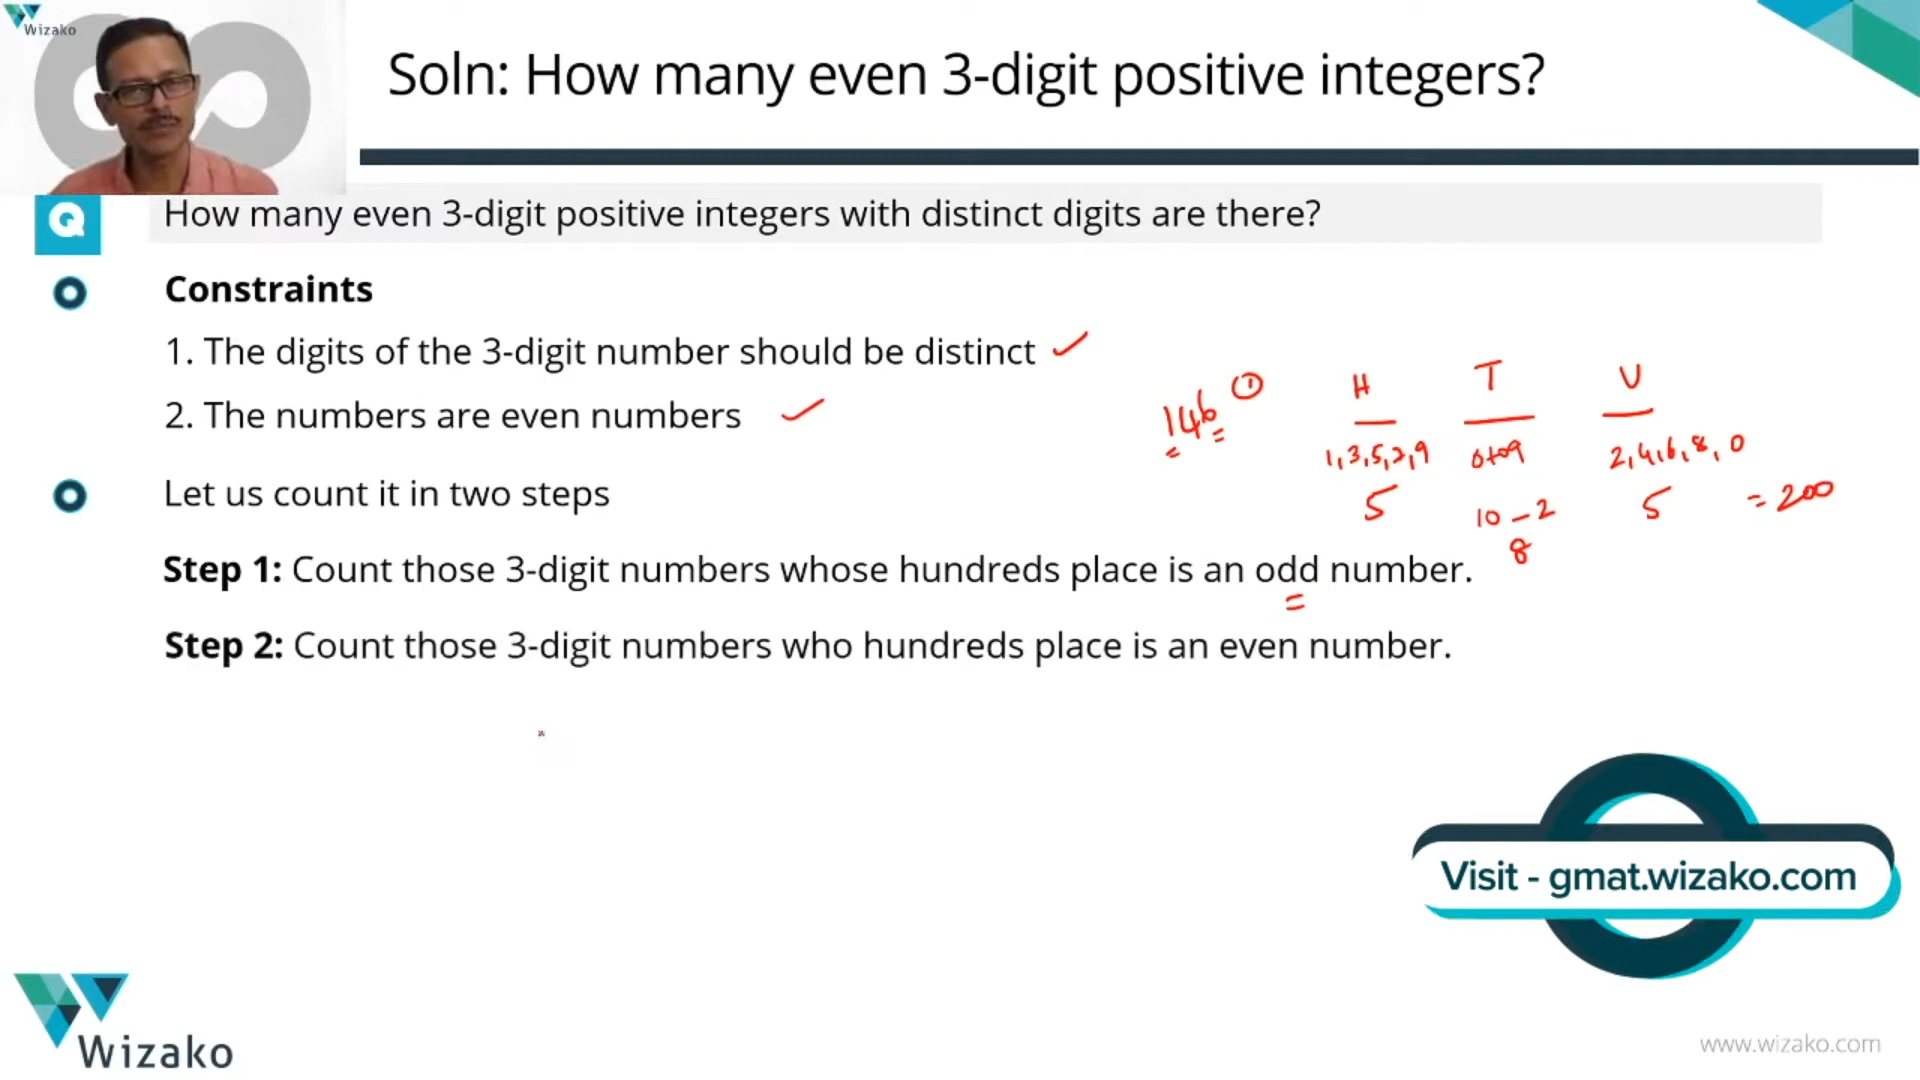 Wizako
Soln: How many even 3-digit positive integers?
Q
How many even 3-digit positive integers with distinct digits are there?
Constraints
1. The digits of the 3-digit number should be distinct
2. The numbers are even numbers
146 1
H T U
1,3,5,7,9 0 to 9 2,4,6,8,0
5 10-2 5 = 200
8
Let us count it in two steps
Step 1: Count those 3-digit numbers whose hundreds place is an odd number.
Step 2: Count those 3-digit numbers who hundreds place is an even number.
Visit - gmat.wizako.com
Wizako
www.wizako.com